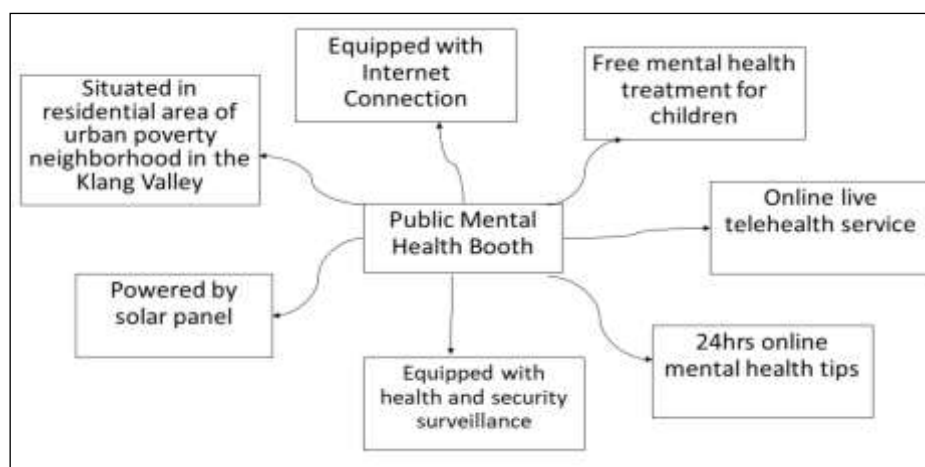 Equipped with
Internet
Connection
Free mental health
treatment for
children
Situated in
residential area of
urban poverty
neighborhood in the
Klang Valley
Online live
telehealth service
Public Mental
Health Booth
Powered by
solar panel
24hrs online
mental health tips
Equipped with
health and security
surveillance